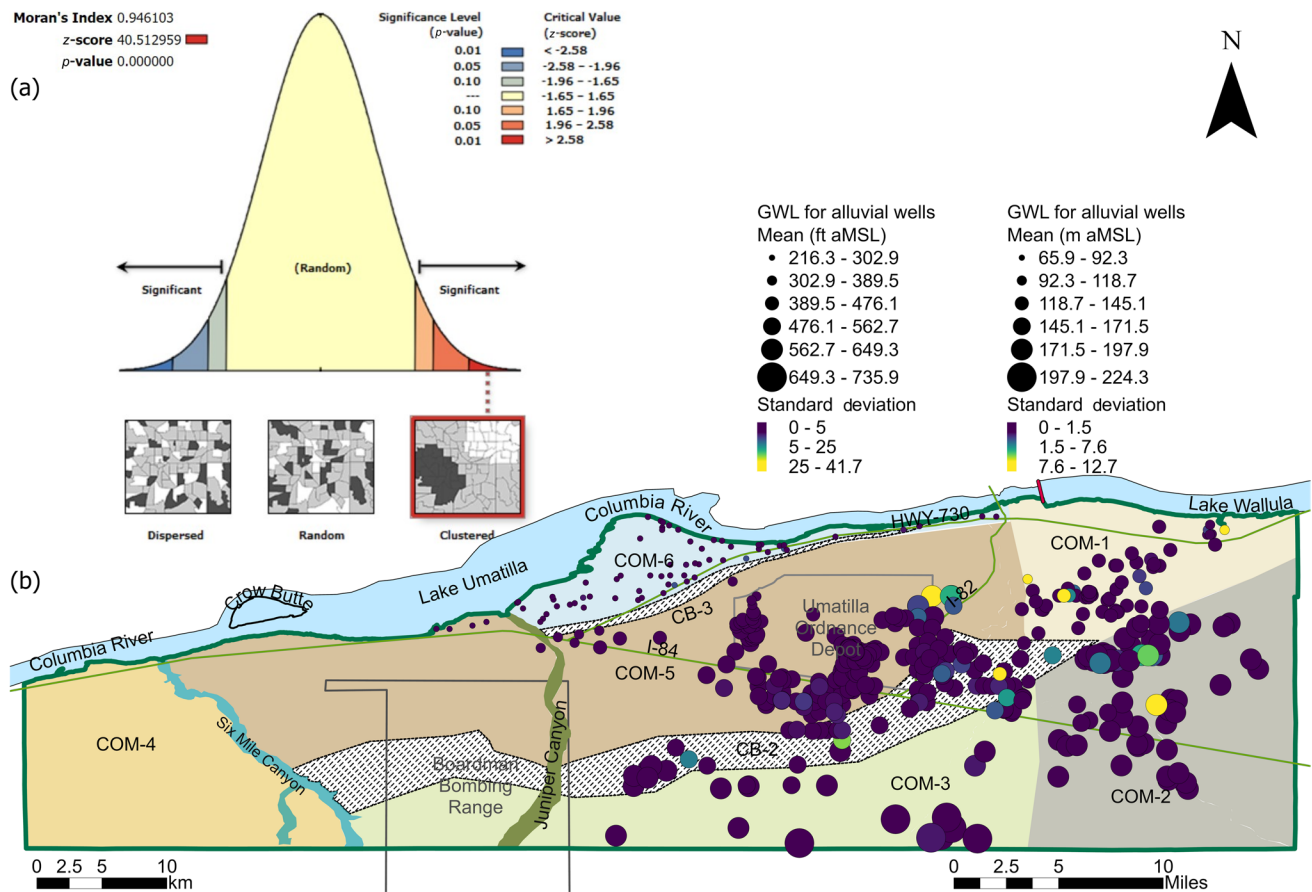 Moran's Index 0.946103
z-score 40.512959
p-value 0.000000
(a)
Significance Level
(p-value)
Critical Value
(z-score)
0.01 < -2.58
0.05 -2.58 – -1.96
0.10 -1.96 – -1.65
--- -1.65 – 1.65
0.10 1.65 – 1.96
0.05 1.96 – 2.58
0.01 > 2.58
N
(Random)
Significant
Significant
Dispersed
Random
Clustered
GWL for alluvial wells
Mean (ft aMSL)
216.3 - 302.9
302.9 - 389.5
389.5 - 476.1
476.1 - 562.7
562.7 - 649.3
649.3 - 735.9
Standard deviation
0 - 5
5 - 25
25 - 41.7
GWL for alluvial wells
Mean (m aMSL)
65.9 - 92.3
92.3 - 118.7
118.7 - 145.1
145.1 - 171.5
171.5 - 197.9
197.9 - 224.3
Standard deviation
0 - 1.5
1.5 - 7.6
7.6 - 12.7
(b)
Columbia River
Lake Wallula
HWY-730
COM-1
COM-6
Lake Umatilla
Crow Butte
CB-3
I-82
Umatilla
Ordnance
Depot
Columbia River
I-84
COM-5
COM-4
Six Mile Canyon
Juniper Canyon
CB-2
Boardman
Bombing
Range
COM-3
COM-2
0 2.5 5 10
km
0 2.5 5 10
Miles